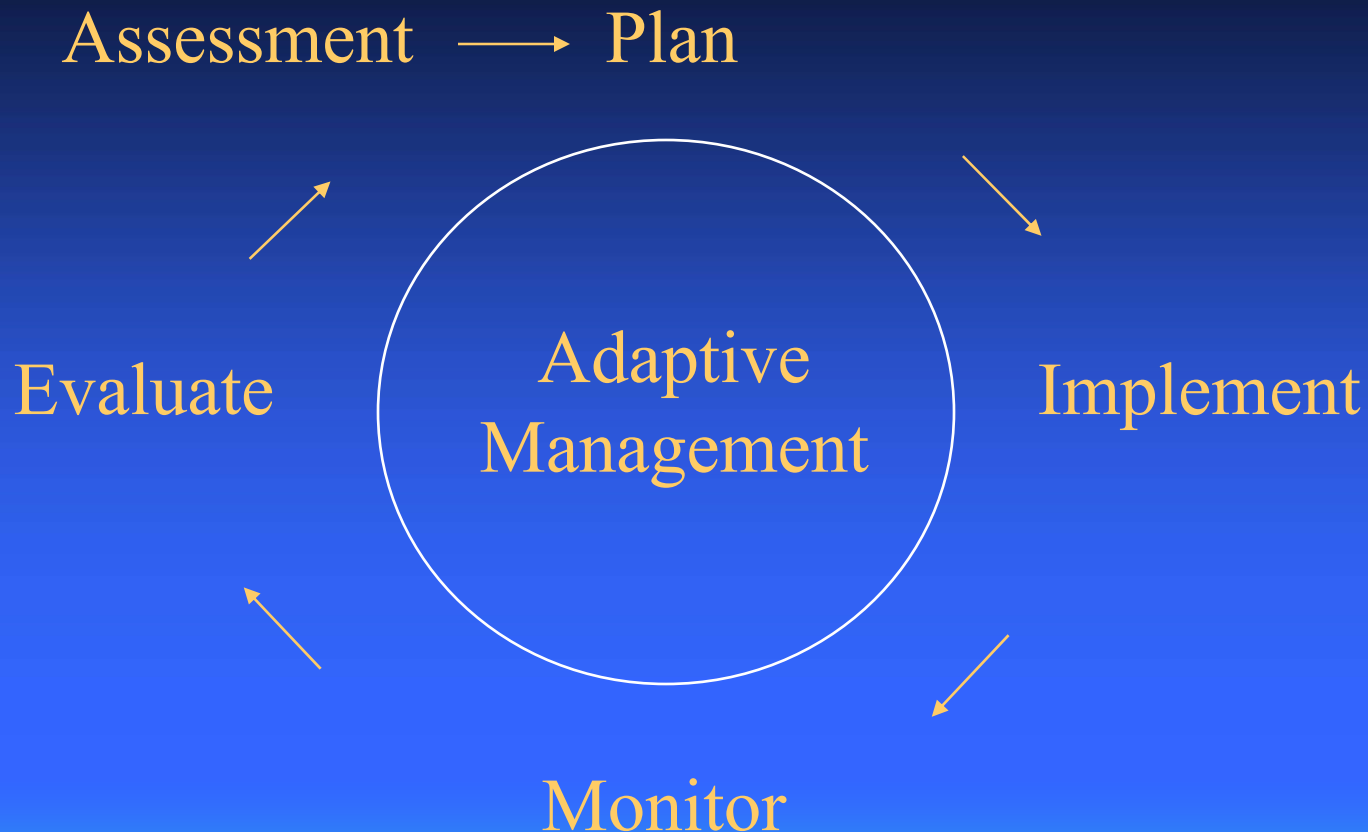 Assessment Plan
Adaptive
Management
Evaluate
Implement
Monitor